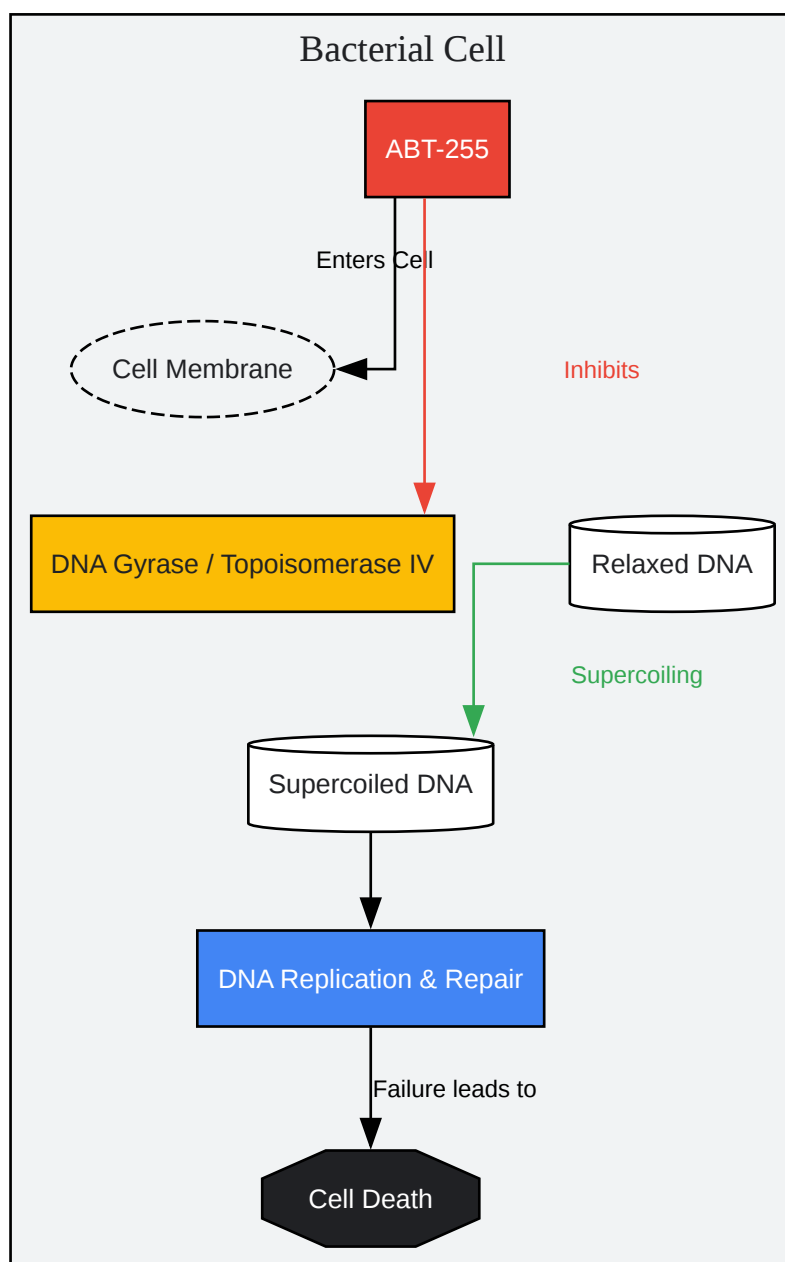 Bacterial Cell
ABT-255
Enters Cell
Cell Membrane
Inhibits
DNA Gyrase / Topoisomerase IV
Relaxed DNA
Supercoiling
Supercoiled DNA
DNA Replication & Repair
Failure leads to
Cell Death